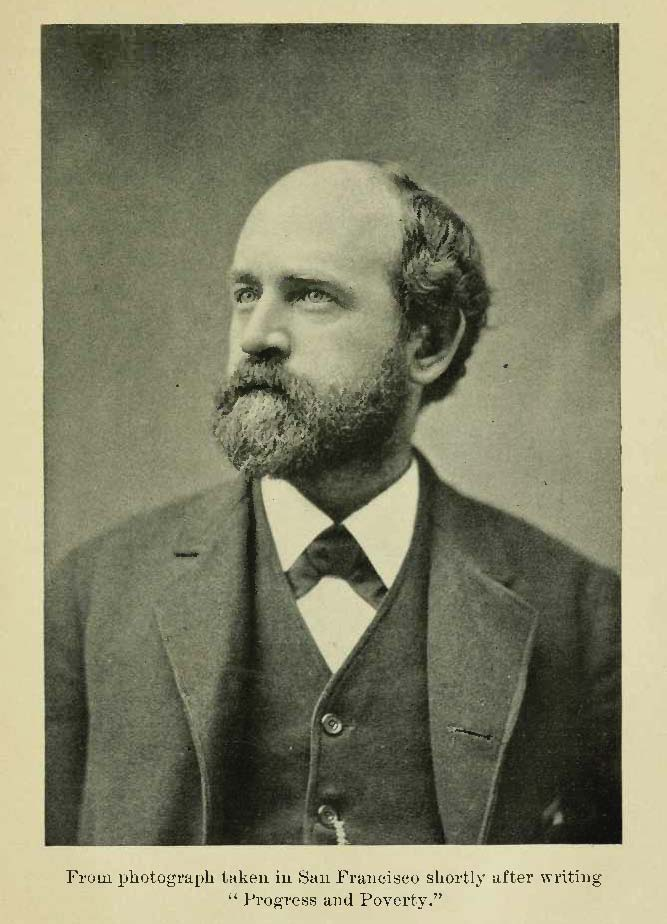 From photograph taken in San Francisco shortly after writing
“ Progress and Poverty.”